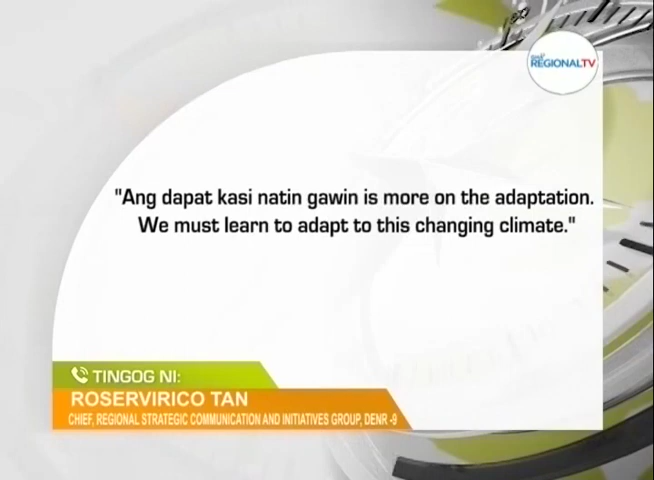 GMA
REGIONALTV
"Ang dapat kasi natin gawin is more on the adaptation.
We must learn to adapt to this changing climate."
TINGOG NI:
ROSERVIRICO TAN
CHIEF, REGIONAL STRATEGIC COMMUNICATION AND INITIATIVES GROUP, DENR -9